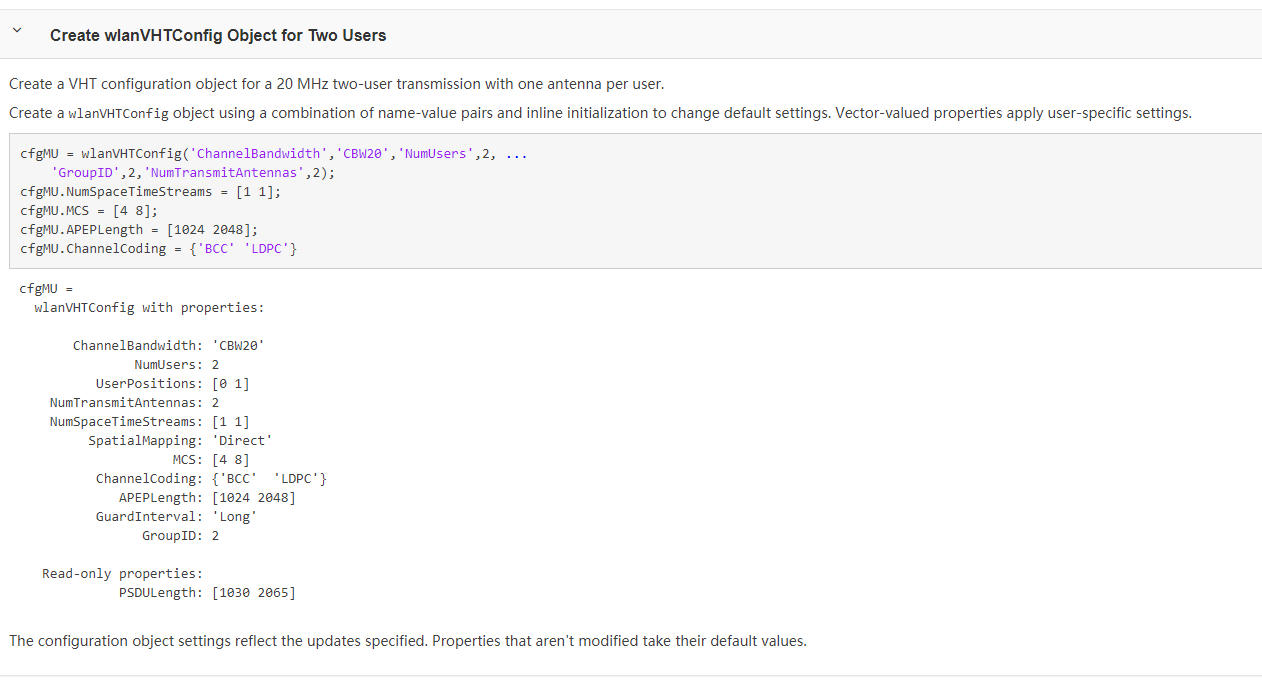 Create wlanVHTConfig Object for Two Users
Create a VHT configuration object for a 20 MHz two-user transmission with one antenna per user.
Create a wlanVHTConfig object using a combination of name-value pairs and inline initialization to change default settings. Vector-valued properties apply user-specific settings.
cfgMU = wlanVHTConfig('ChannelBandwidth','CBW20','NumUsers',2, ...
'GroupID',2,'NumTransmitAntennas',2);
cfgMU.NumSpaceTimeStreams = [1 1];
cfgMU.MCS = [4 8];
cfgMU.APEPLength = [1024 2048];
cfgMU.ChannelCoding = {'BCC' 'LDPC'}
cfgMU =
wlanVHTConfig with properties:
ChannelBandwidth: 'CBW20'
NumUsers: 2
UserPositions: [0 1]
NumTransmitAntennas: 2
NumSpaceTimeStreams: [1 1]
SpatialMapping: 'Direct'
MCS: [4 8]
ChannelCoding: {'BCC'  'LDPC'}
APEPLength: [1024 2048]
GuardInterval: 'Long'
GroupID: 2
Read-only properties:
PSDULength: [1030 2065]
The configuration object settings reflect the updates specified. Properties that aren't modified take their default values.